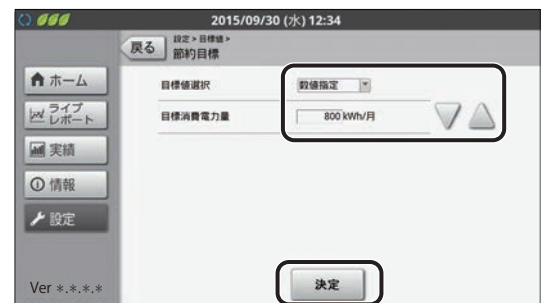 2015/09/30 (水) 12:34
戻る
設定 > 目標値 >
節約目標
ホーム
ライブ
レポート
実績
情報
設定
Ver *.*.*.*
目標値選択
数値指定
目標消費電力量
800 kWh/月
決定